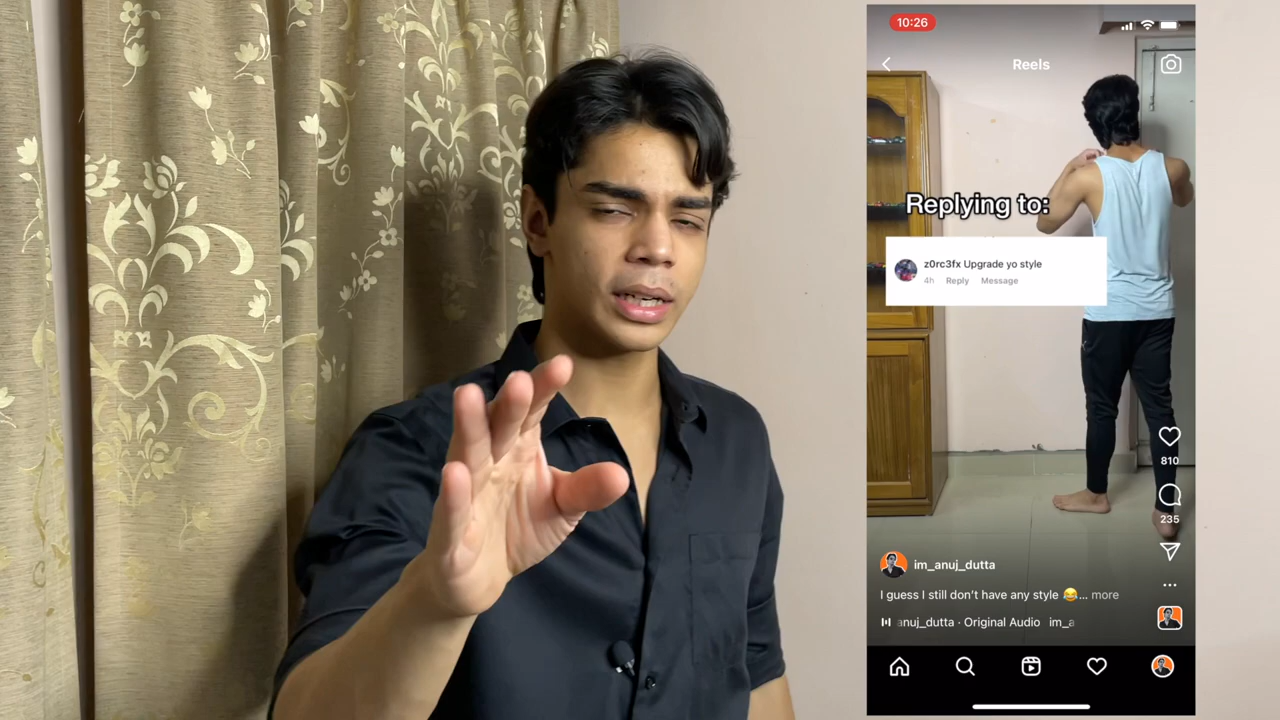 10:26
Reels
Replying to:
z0rc3fx Upgrade yo style
4h Reply Message
810
235
im_anuj_dutta
I guess I still don't have any style 😂... more
anuj_dutta · Original Audio im_a